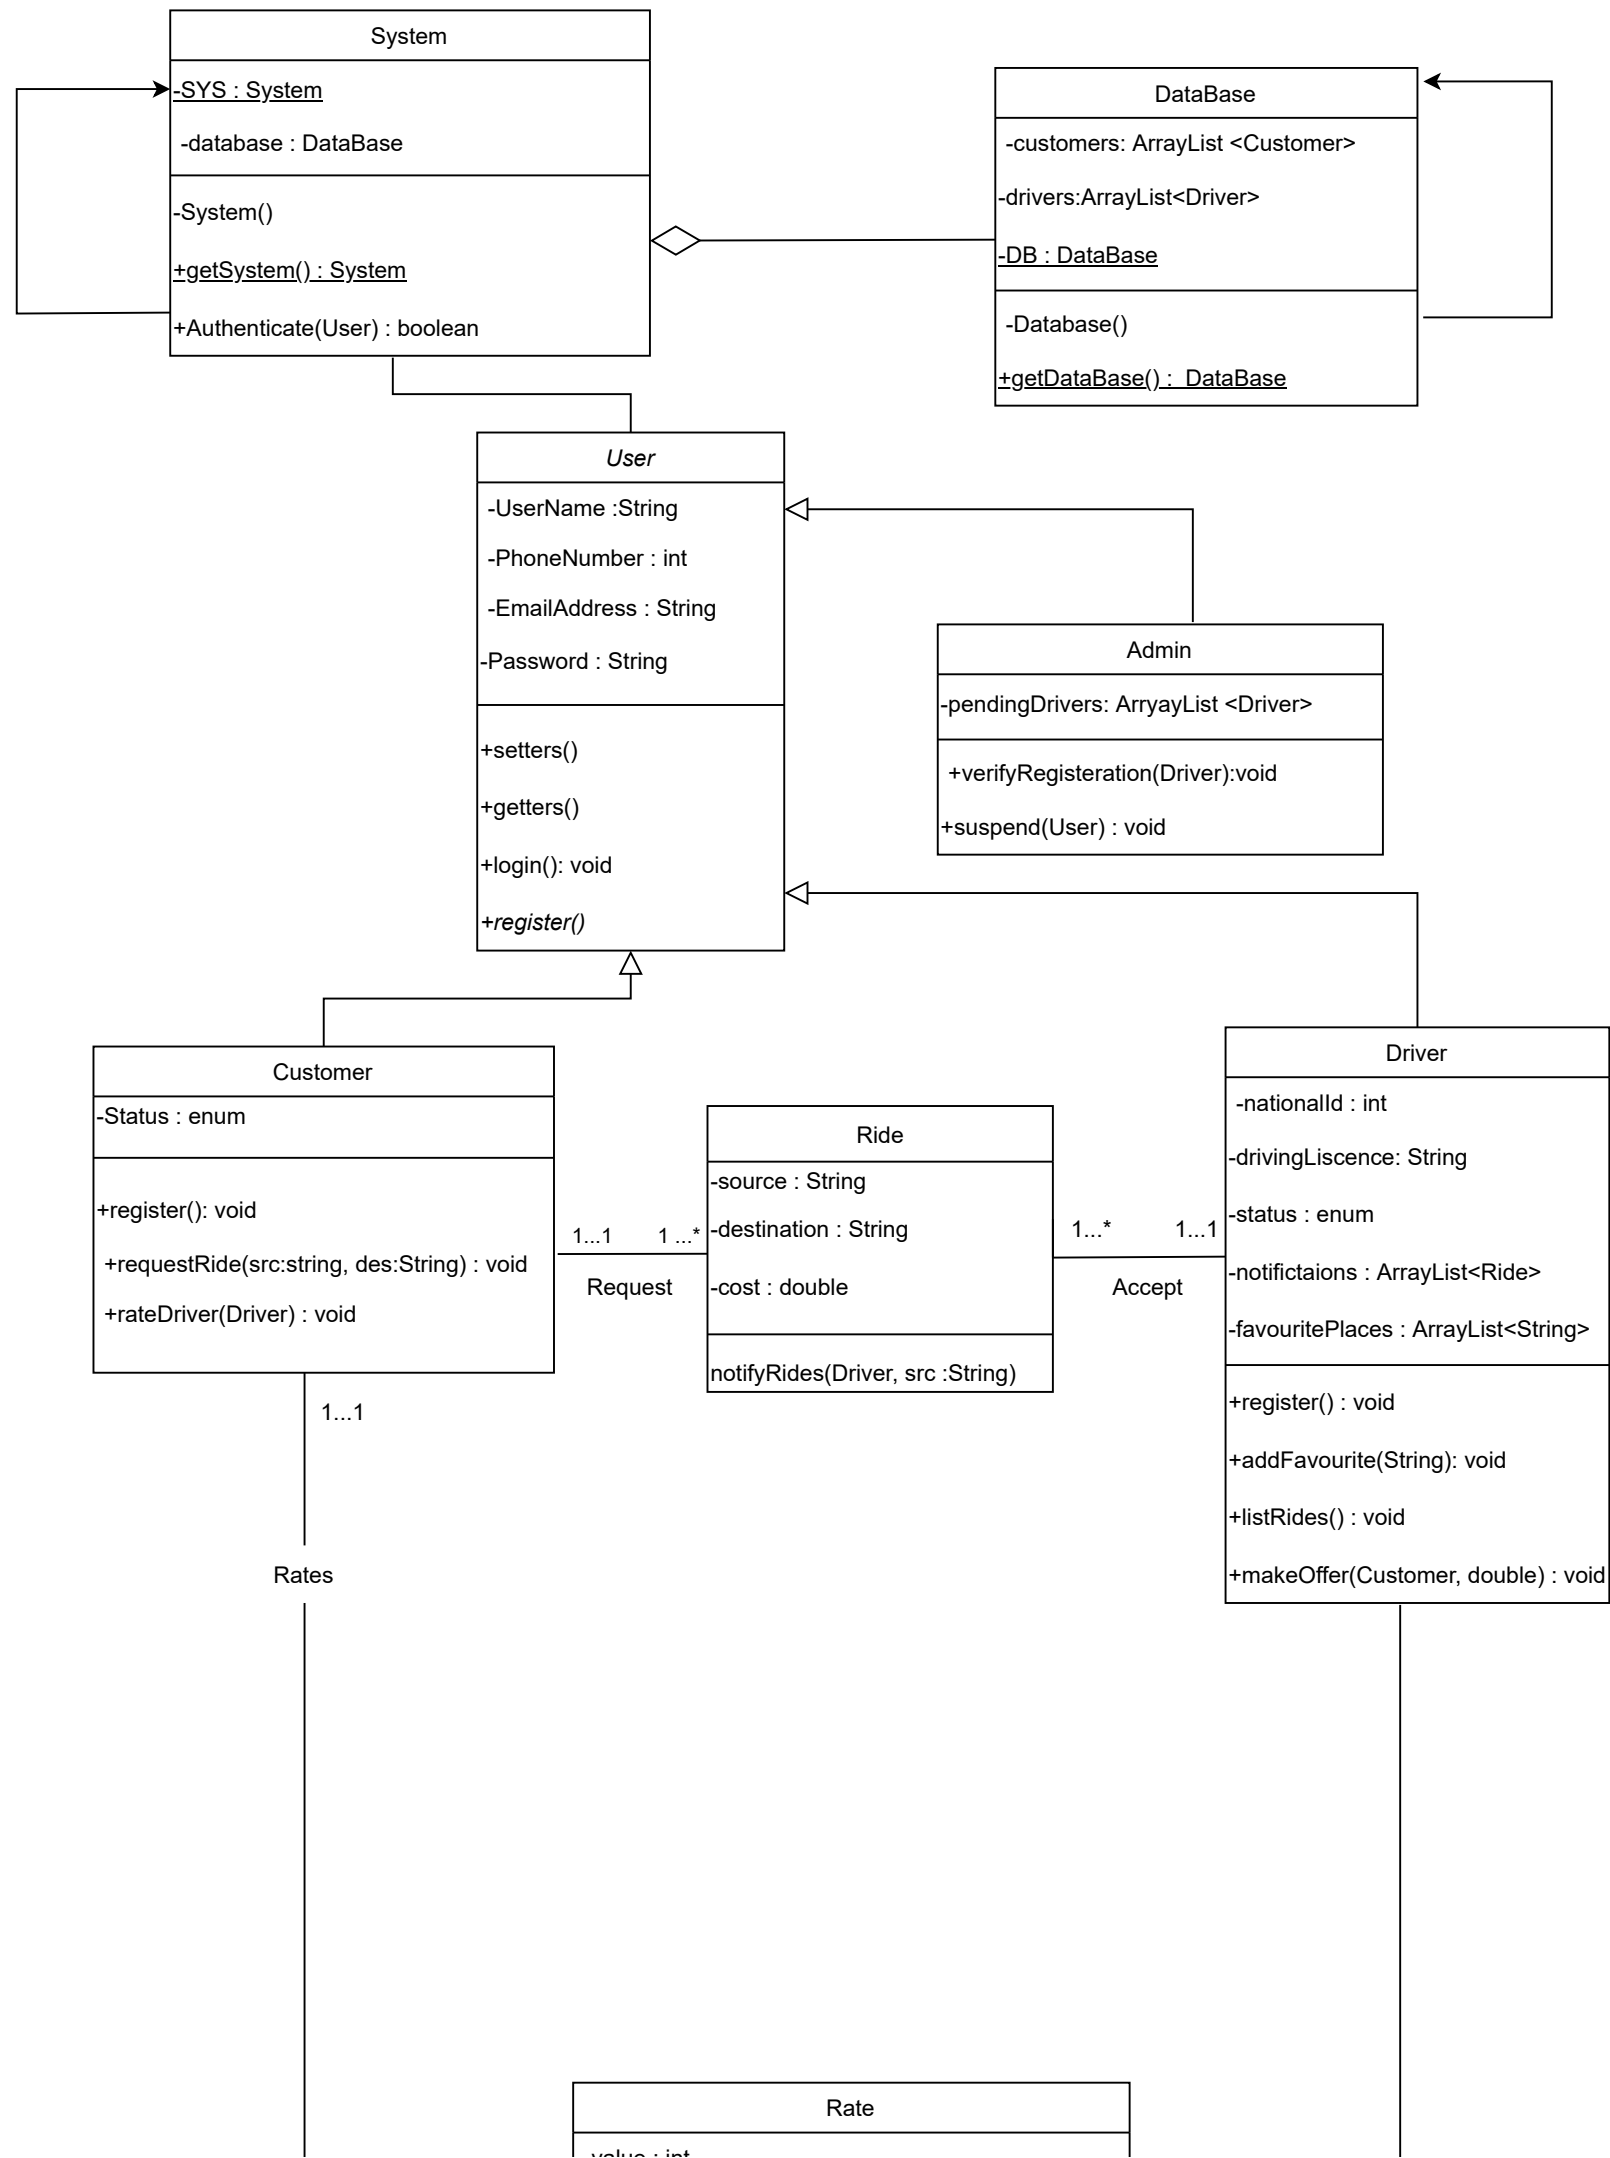 System
-SYS : System
-database : DataBase
-System()
+getSystem() : System
+Authenticate(User) : boolean
DataBase
-customers: ArrayList <Customer>
-drivers:ArrayList<Driver>
-DB : DataBase
-Database()
+getDataBase() :  DataBase
User
-UserName :String
-PhoneNumber : int
-EmailAddress : String
-Password : String
+setters()
+getters()
+login(): void
+register()
Admin
-pendingDrivers: ArryayList <Driver>
+verifyRegisteration(Driver):void
+suspend(User) : void
Customer
-Status : enum
+register(): void
+requestRide(src:string, des:String) : void
+rateDriver(Driver) : void
1...1
1 ...*
Request
Ride
-source : String
-destination : String
-cost : double
notifyRides(Driver, src :String)
1...*
1...1
Accept
Driver
-nationalId : int
-drivingLiscence: String
-status : enum
-notifictaions : ArrayList<Ride>
-favouritePlaces : ArrayList<String>
+register() : void
+addFavourite(String): void
+listRides() : void
+makeOffer(Customer, double) : void
1...1
Rates
Rate
value : int